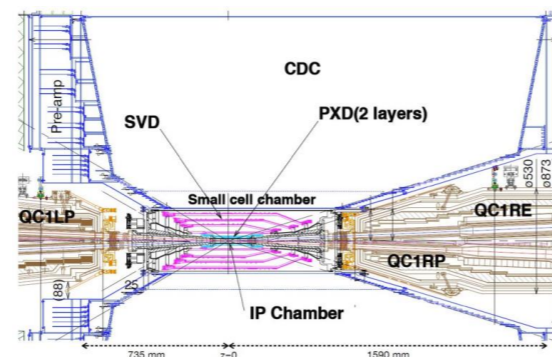 CDC
Pre-amp
SVD
PXD(2 layers)
Small cell chamber
ø530
ø873
QC1LP
QC1RE
QC1RP
(88)
IP Chamber
735 mm
z=0
1590 mm